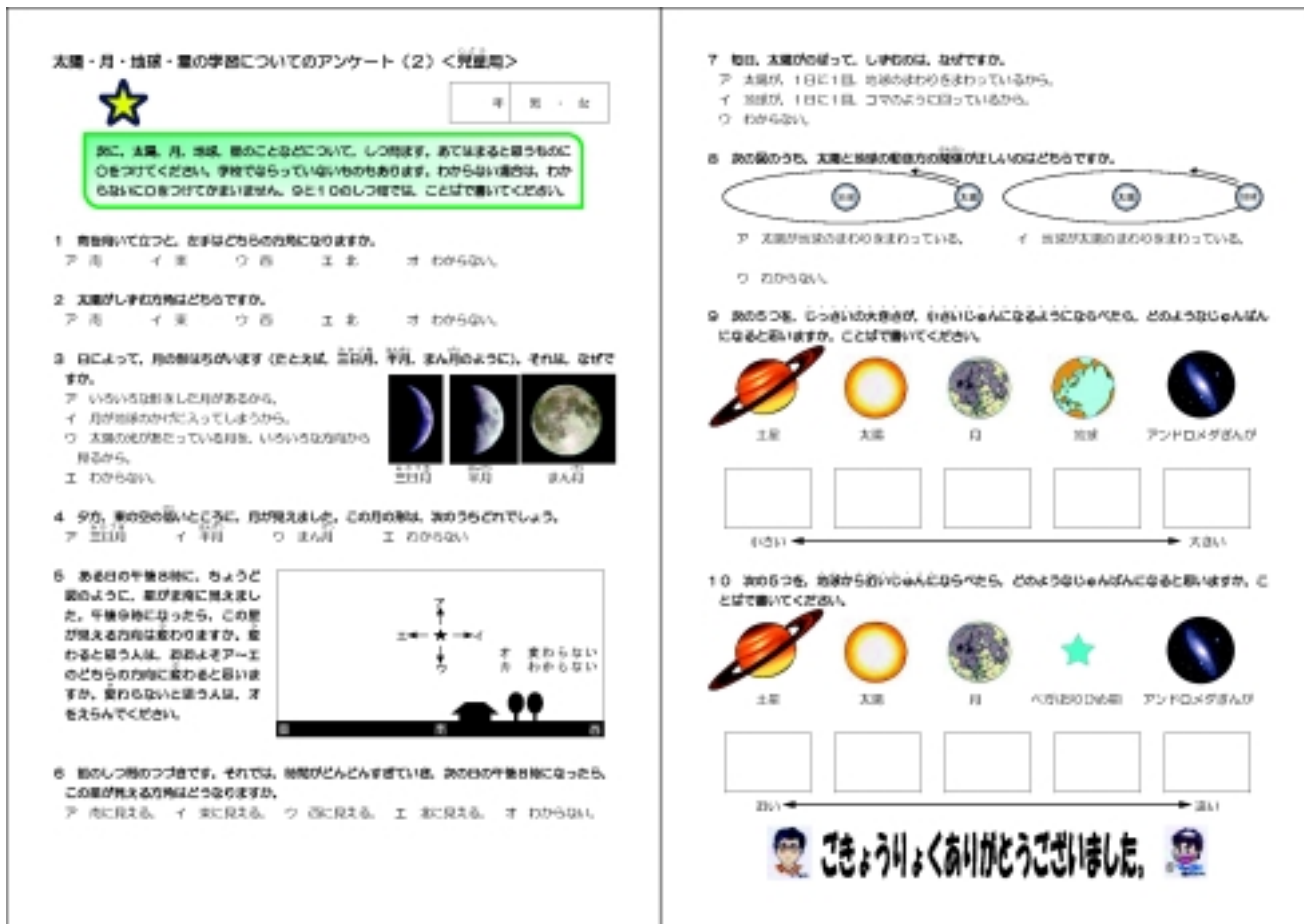 太陽・月・地球・星の学習についてのアンケート（2）＜児童用＞
年 男 ・ 女
次に、太陽、月、地球、星のことなどについて、しつ問します。あてはまると思うものに
○をつけてください。学校でならっていないものもあります。わからない場合は、わか
らないに○をつけてかまいません。9と10のしつ問では、ことばで書いてください。
1 南を向いて立つと、左手はどちらの方角になりますか。
ア 南 イ 東 ウ 西 エ 北 オ わからない。
2 太陽がしずむ方角はどちらですか。
ア 南 イ 東 ウ 西 エ 北 オ わからない。
3 日によって、月の形はちがいます（たとえば、三日月、半月、まん月のように）。それは、なぜで
すか。
ア いろいろな形をした月があるから。
イ 月が地球のかげに入ってしまうから。
ウ 太陽の光があたっている月を、いろいろな方向から
見るから。
エ わからない。
三日月 半月 まん月
4 夕方、東の空の低いところに、月が見えました。この月の形は、次のうちどれでしょう。
ア 三日月 イ 半月 ウ まん月 エ わからない
5 ある日の午後8時に、ちょうど
図のように、星がま南に見えまし
た。午後9時になったら、この星
が見える方向は変わりますか。変
わると思う人は、おおよそア～エ
のどちらの方向に変わると思いま
すか。変わらないと思う人は、オ
をえらんでください。
ア
エ ★ イ
ウ
オ 変わらない
カ わからない
南 西
6 前のしつ問のつづきです。それでは、時間がどんどんすぎていき、次の日の午後8時になったら、
この星が見える方角はどうなりますか。
ア 南に見える。 イ 東に見える。 ウ 西に見える。 エ 北に見える。 オ わからない。
7 毎日、太陽がのぼって、しずむのは、なぜですか。
ア 太陽が、1日に1回、地球のまわりをまわっているから。
イ 地球が、1日に1回、コマのように回っているから。
ウ わからない。
8 次の図のうち、太陽と地球の動き方の関係が正しいのはどちらですか。
地球 太陽 太陽 地球
ア 太陽が地球のまわりをまわっている。 イ 地球が太陽のまわりをまわっている。
ウ わからない。
9 次の5つを、じっさいの大きさが、小さいじゅんになるようにならべたら、どのようなじゅんばん
になると思いますか。ことばで書いてください。
土星 太陽 月 地球 アンドロメダぎんが
小さい 大きい
10 次の5つを、地球から近いじゅんにならべたら、どのようなじゅんばんになると思いますか。こ
とばで書いてください。
土星 太陽 月 ベガ(おりひめ星) アンドロメダぎんが
近い 遠い
ごきょうりょくありがとうございました。